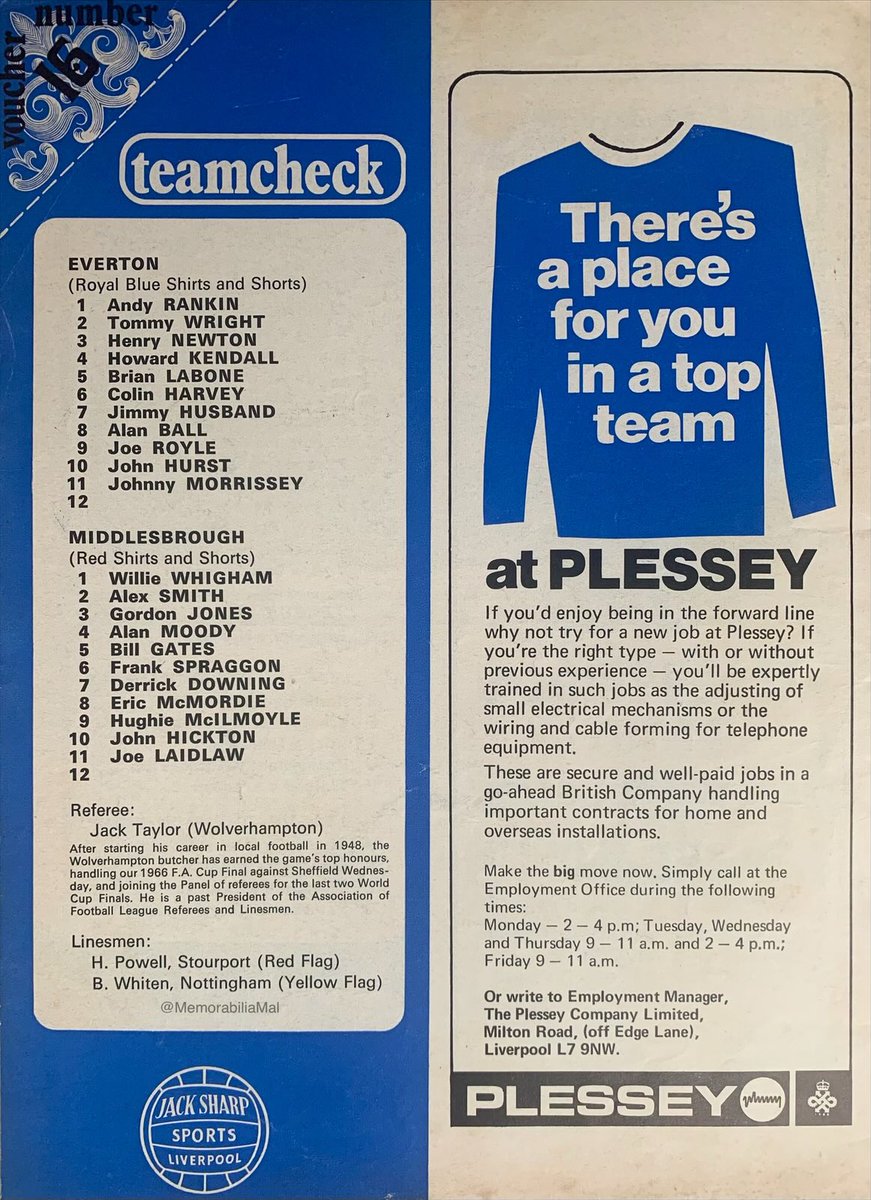 voucher number
16
teamcheck
EVERTON
(Royal Blue Shirts and Shorts)
1 Andy RANKIN
2 Tommy WRIGHT
3 Henry NEWTON
4 Howard KENDALL
5 Brian LABONE
6 Colin HARVEY
7 Jimmy HUSBAND
8 Alan BALL
9 Joe ROYLE
10 John HURST
11 Johnny MORRISSEY
12
MIDDLESBROUGH
(Red Shirts and Shorts)
1 Willie WHIGHAM
2 Alex SMITH
3 Gordon JONES
4 Alan MOODY
5 Bill GATES
6 Frank SPRAGGON
7 Derrick DOWNING
8 Eric McMORDIE
9 Hughie McILMOYLE
10 John HICKTON
11 Joe LAIDLAW
12
Referee:
Jack Taylor (Wolverhampton)
After starting his career in local football in 1948, the
Wolverhampton butcher has earned the game's top honours,
handling our 1966 F.A. Cup Final against Sheffield Wednes-
day, and joining the Panel of referees for the last two World
Cup Finals. He is a past President of the Association of
Football League Referees and Linesmen.
Linesmen:
H. Powell, Stourport (Red Flag)
B. Whiten, Nottingham (Yellow Flag)
@MemorabiliaMal
JACK SHARP
SPORTS
LIVERPOOL
There's
a place
for you
in a top
team
at PLESSEY
If you'd enjoy being in the forward line
why not try for a new job at Plessey? If
you're the right type – with or without
previous experience – you'll be expertly
trained in such jobs as the adjusting of
small electrical mechanisms or the
wiring and cable forming for telephone
equipment.
These are secure and well-paid jobs in a
go-ahead British Company handling
important contracts for home and
overseas installations.
Make the big move now. Simply call at the
Employment Office during the following
times:
Monday – 2 – 4 p.m; Tuesday, Wednesday
and Thursday 9 – 11 a.m. and 2 – 4 p.m.;
Friday 9 – 11 a.m.
Or write to Employment Manager,
The Plessey Company Limited,
Milton Road, (off Edge Lane),
Liverpool L7 9NW.
PLESSEY